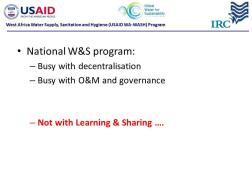 USAID
FROM THE AMERICAN PEOPLE
Global
Water for
Sustainability
West Africa Water Supply, Sanitation and Hygiene (USAID WA-WASH) Program
IRC
• National W&S program:
– Busy with decentralisation
– Busy with O&M and governance
– Not with Learning & Sharing ....